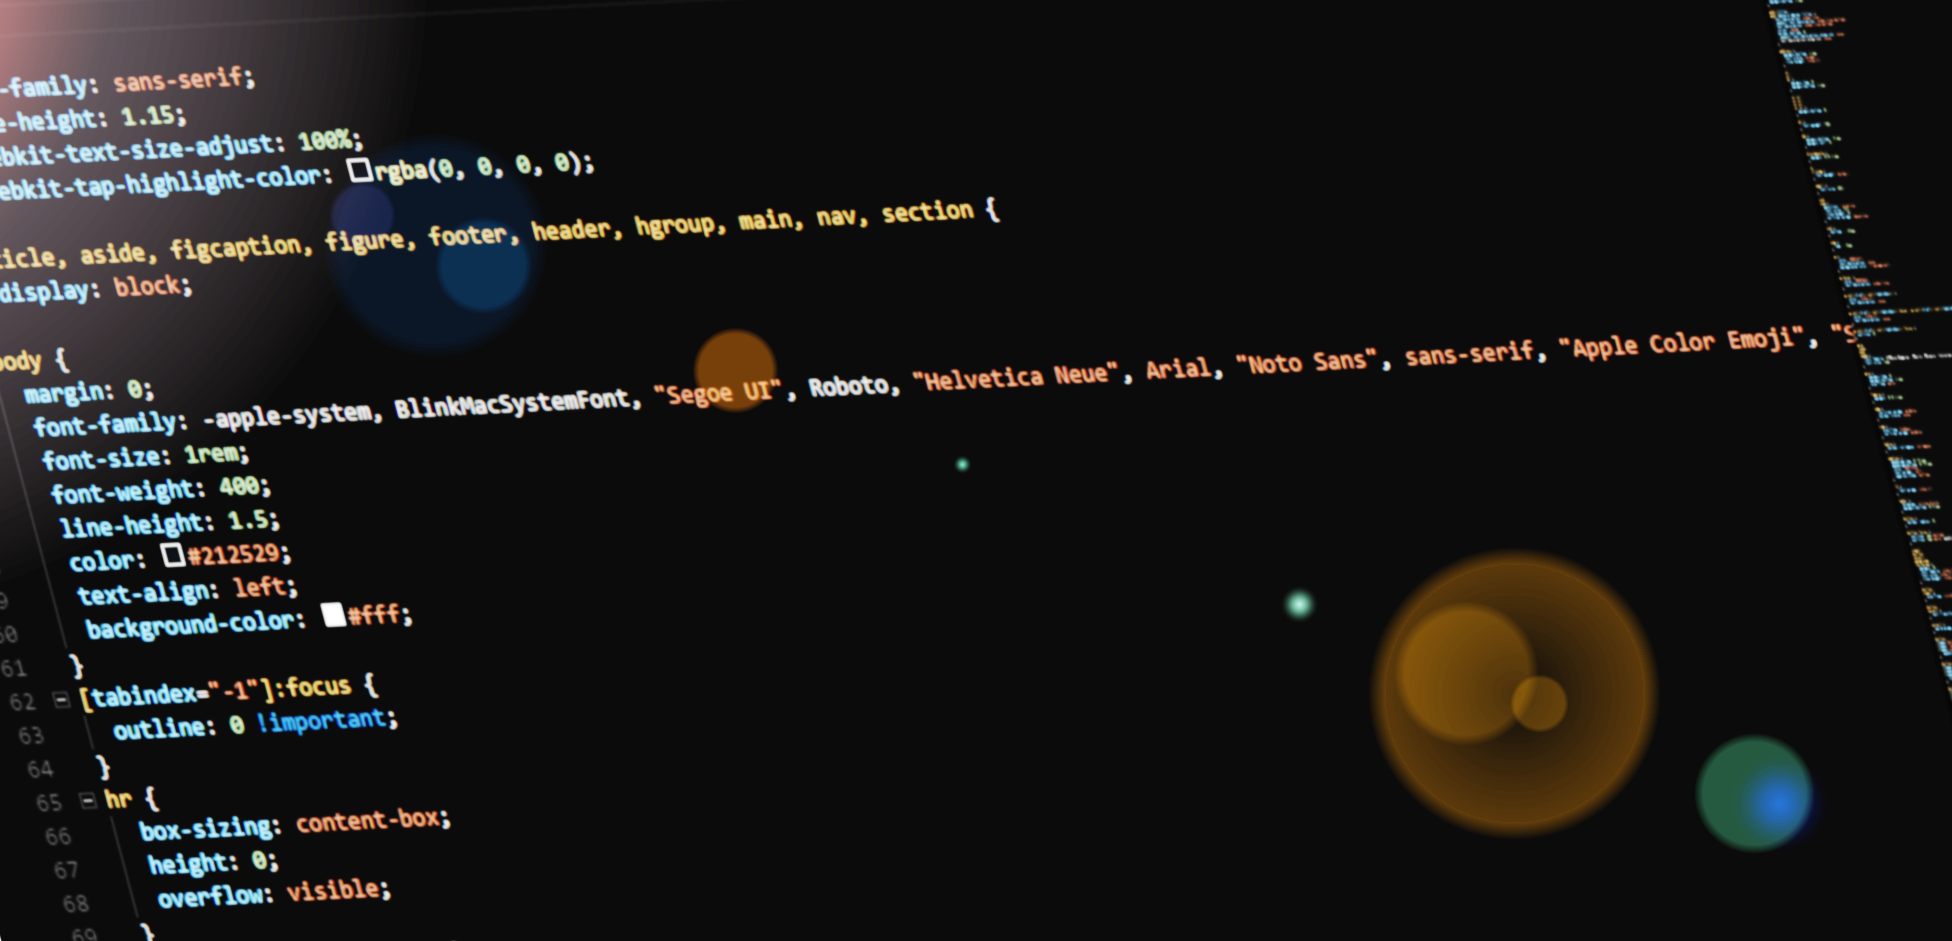 -family: sans-serif;
e-height: 1.15;
ebkit-text-size-adjust: 100%;
ebkit-tap-highlight-color: rgba(0, 0, 0, 0);
ticle, aside, figcaption, figure, footer, header, hgroup, main, nav, section {
display: block;
body {
margin: 0;
font-family: -apple-system, BlinkMacSystemFont, "Segoe UI", Roboto, "Helvetica Neue", Arial, "Noto Sans", sans-serif, "Apple Color Emoji", "S
font-size: 1rem;
font-weight: 400;
line-height: 1.5;
color: #212529;
9 text-align: left;
60 background-color: #fff;
61 }
62 [tabindex="-1"]:focus {
63 outline: 0 !important;
64 }
65 hr {
66 box-sizing: content-box;
67 height: 0;
68 overflow: visible;
69 }